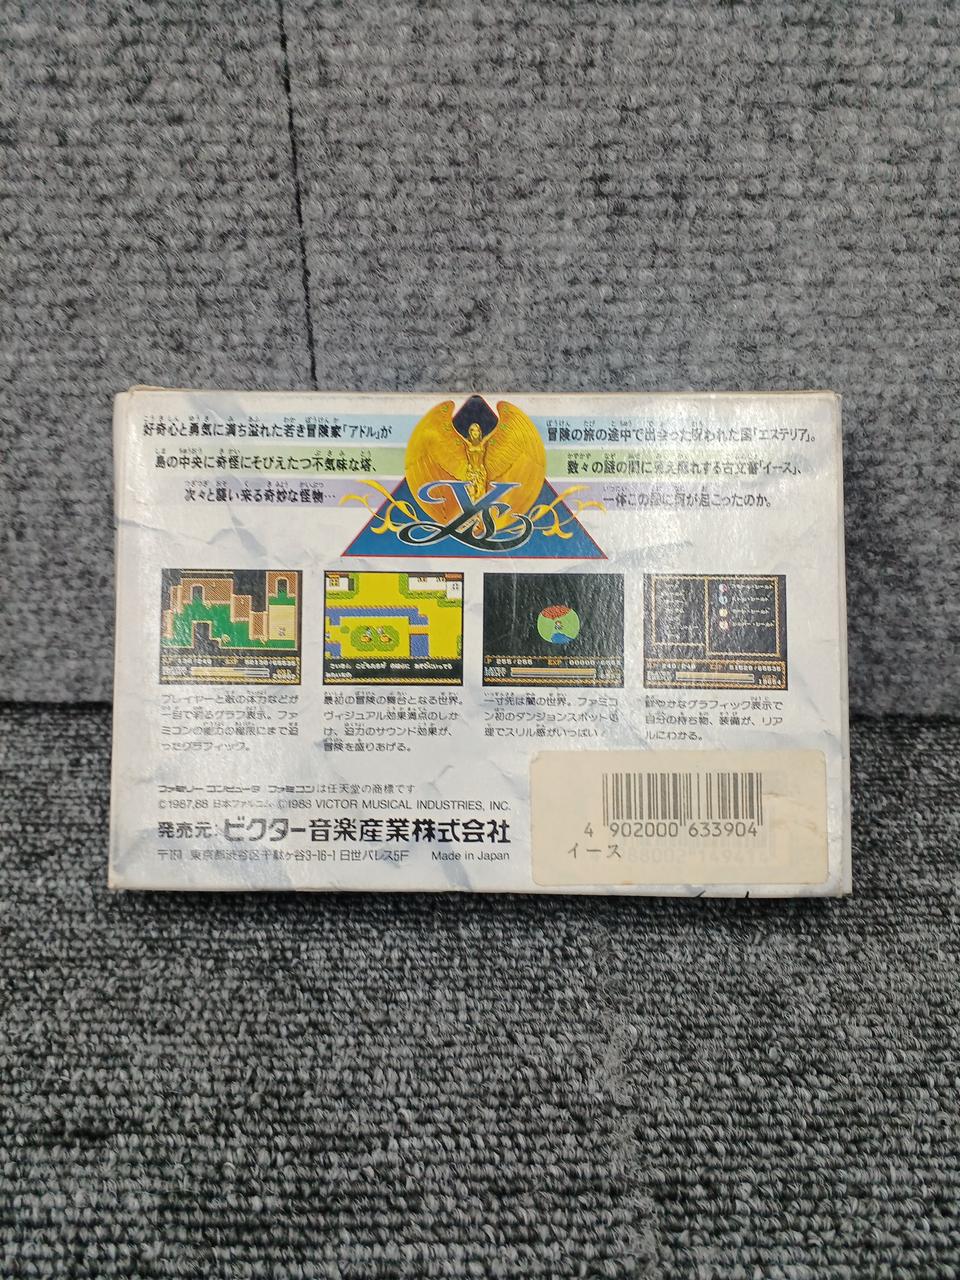 好奇心と勇気に満ち溢れた若き冒険家「アドル」が
島の中央に奇怪にそびえたつ不気味な塔、
次々と襲い来る奇妙な怪物…
冒険の旅の途中で出会った呪われた国「エステリア」。
数々の謎の間に見え隠れする古文書「イース」、
一体この国に何が起こったのか。
Ys
プレイヤーと敵の体力などが
一目で判るグラフ表示。ファ
ミコンの能力の極限にまで迫
ったグラフィック。
最初の冒険の舞台となる世界。
ヴィジュアル効果満点のしか
け、迫力のサウンド効果が、
冒険を盛りあげる。
一寸先は闇の世界。ファミコ
ン初のダンジョンスポット処
理でスリル感がいっぱい！
鮮やかなグラフィック表示で
自分の持ち物、装備が、リア
ルにわかる。
ファミリーコンピュータ ファミコンは任天堂の商標です
©1987,88 日本ファルコム ©1988 VICTOR MUSICAL INDUSTRIES, INC.
発売元:ビクター音楽産業株式会社
〒151 東京都渋谷区千駄ヶ谷3-16-1 日世パレス5F Made in Japan
4 902000 633904
イース